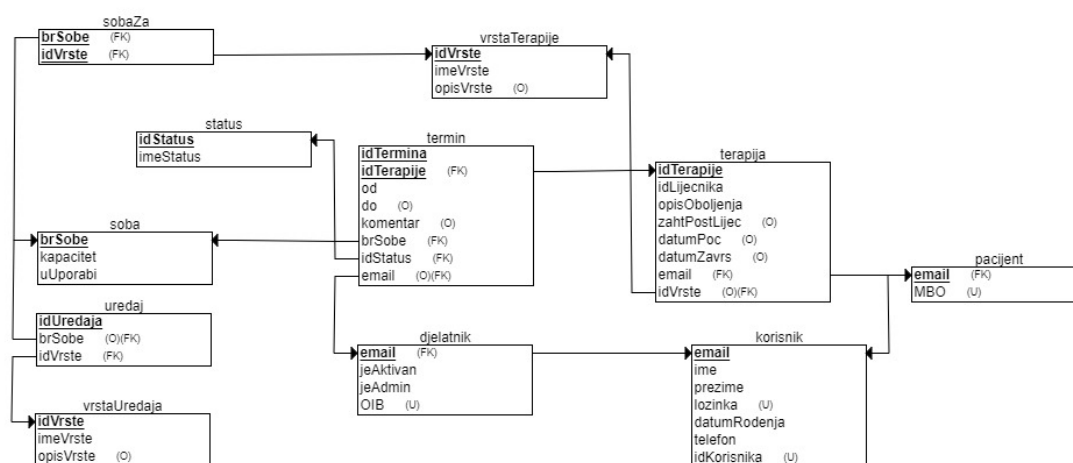 sobaZa
brSobe (FK)
idVrste (FK)
vrstaTerapije
idVrste
imeVrste
opisVrste (O)
status
idStatus
imeStatus
termin
idTermina
idTerapije (FK)
od
do (O)
komentar (O)
brSobe (FK)
idStatus (FK)
email (O)(FK)
terapija
idTerapije
idLijecnika
opisOboljenja
zahtPostLijec (O)
datumPoc (O)
datumZavrs (O)
email (FK)
idVrste (O)(FK)
soba
brSobe
kapacitet
uUporabi
pacijent
email (FK)
MBO (U)
uredaj
idUredaja
brSobe (O)(FK)
idVrste (FK)
djelatnik
email (FK)
jeAktivan
jeAdmin
OIB (U)
korisnik
email
ime
prezime
lozinka (U)
datumRodenja
telefon
idKorisnika (U)
vrstaUredaja
idVrste
imeVrste
opisVrste (O)